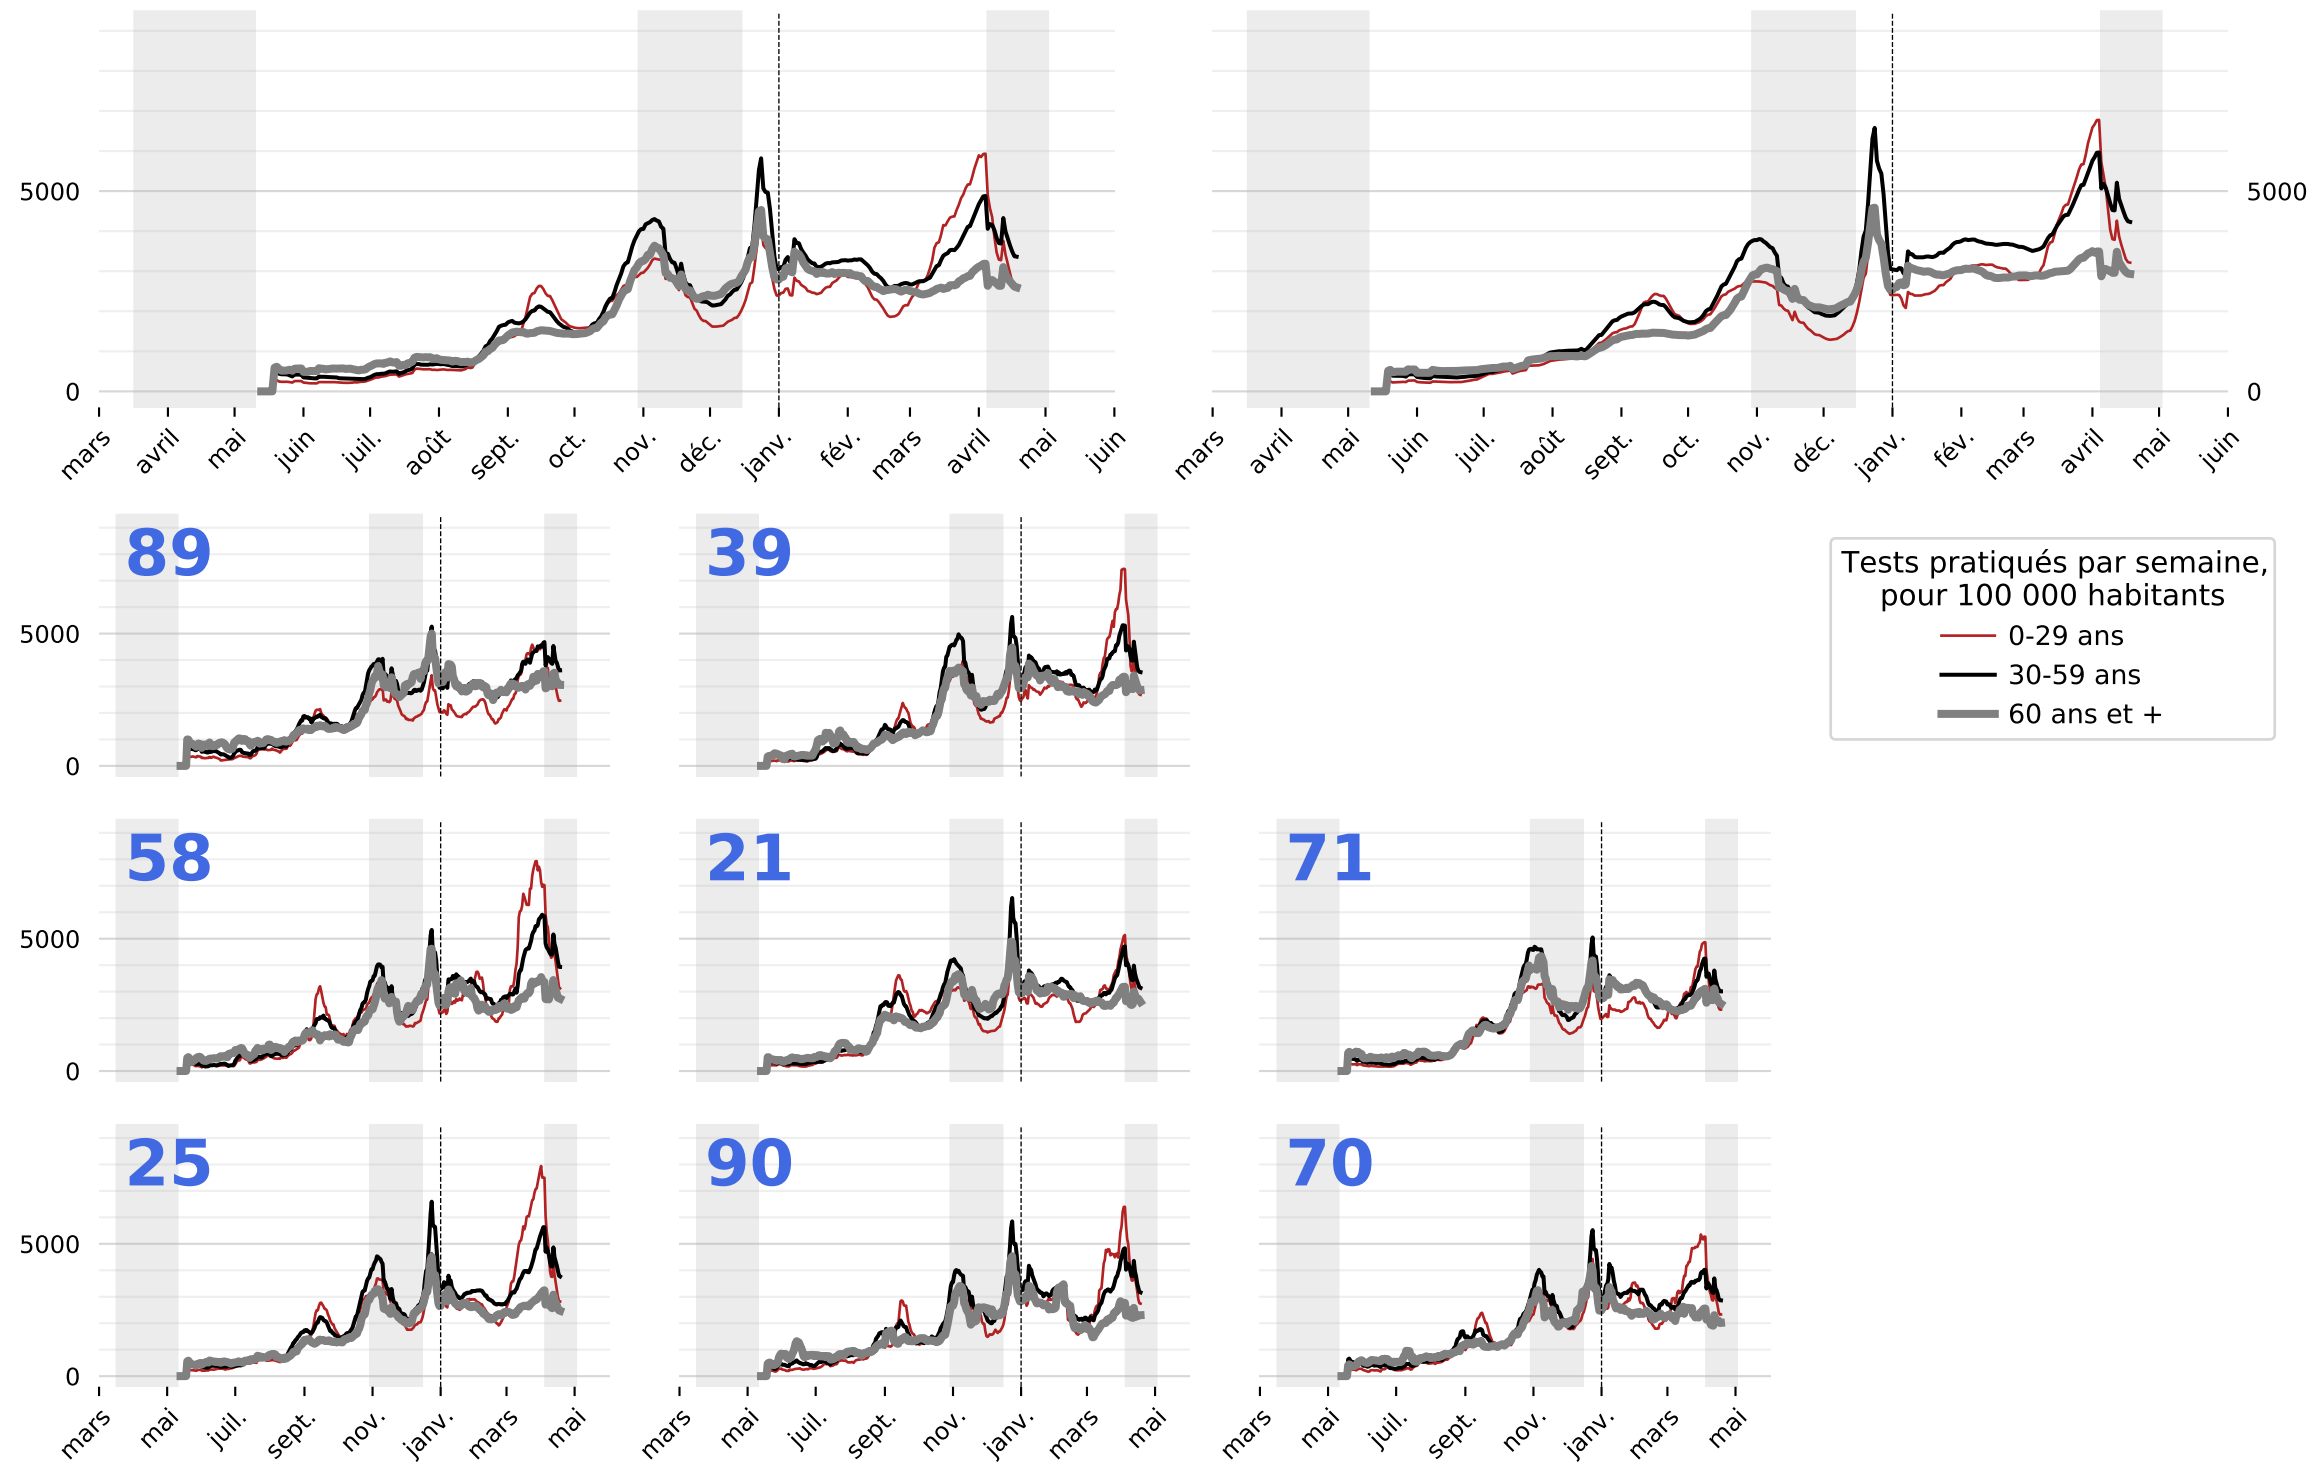 5000
0
mars avril mai juin juil. août sept. oct. nov. déc. janv. fév. mars avril mai juin
5000
0
mars avril mai juin juil. août sept. oct. nov. déc. janv. fév. mars avril mai juin
89
5000
0
39
Tests pratiqués par semaine,
pour 100 000 habitants
0-29 ans
30-59 ans
60 ans et +
58
5000
0
21
71
25
5000
0
90
70
mars mai juil. sept. nov. janv. mars mai
mars mai juil. sept. nov. janv. mars mai
mars mai juil. sept. nov. janv. mars mai